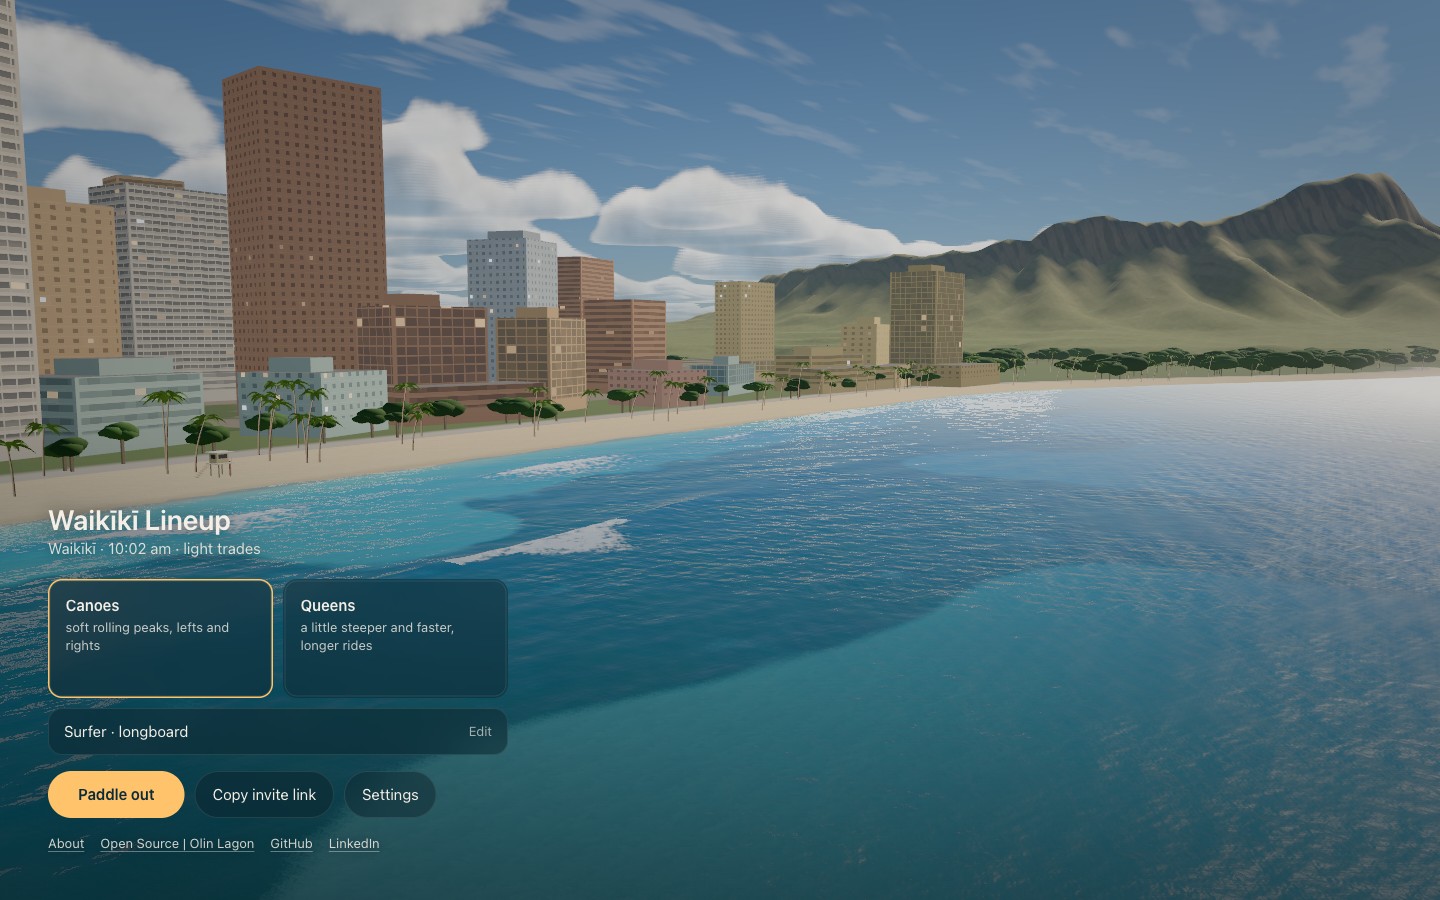 Waikīkī Lineup
Waikīkī · 10:02 am · light trades
Canoes
soft rolling peaks, lefts and
rights
Queens
a little steeper and faster,
longer rides
Surfer · longboard
Edit
Paddle out
Copy invite link
Settings
About
Open Source | Olin Lagon
GitHub
LinkedIn